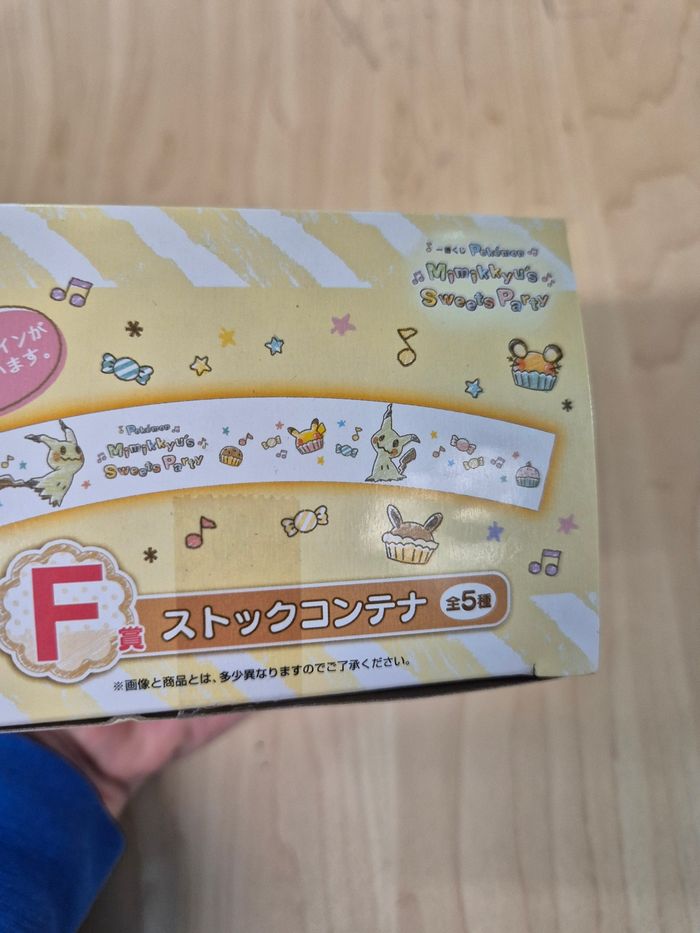 一番くじ Pokémon
Mimikkyu's
Sweets Party
インが
ます。
Pokémon
Mimikkyu's
Sweets Party
F賞 ストックコンテナ 全5種
※画像と商品とは、多少異なりますのでご了承ください。